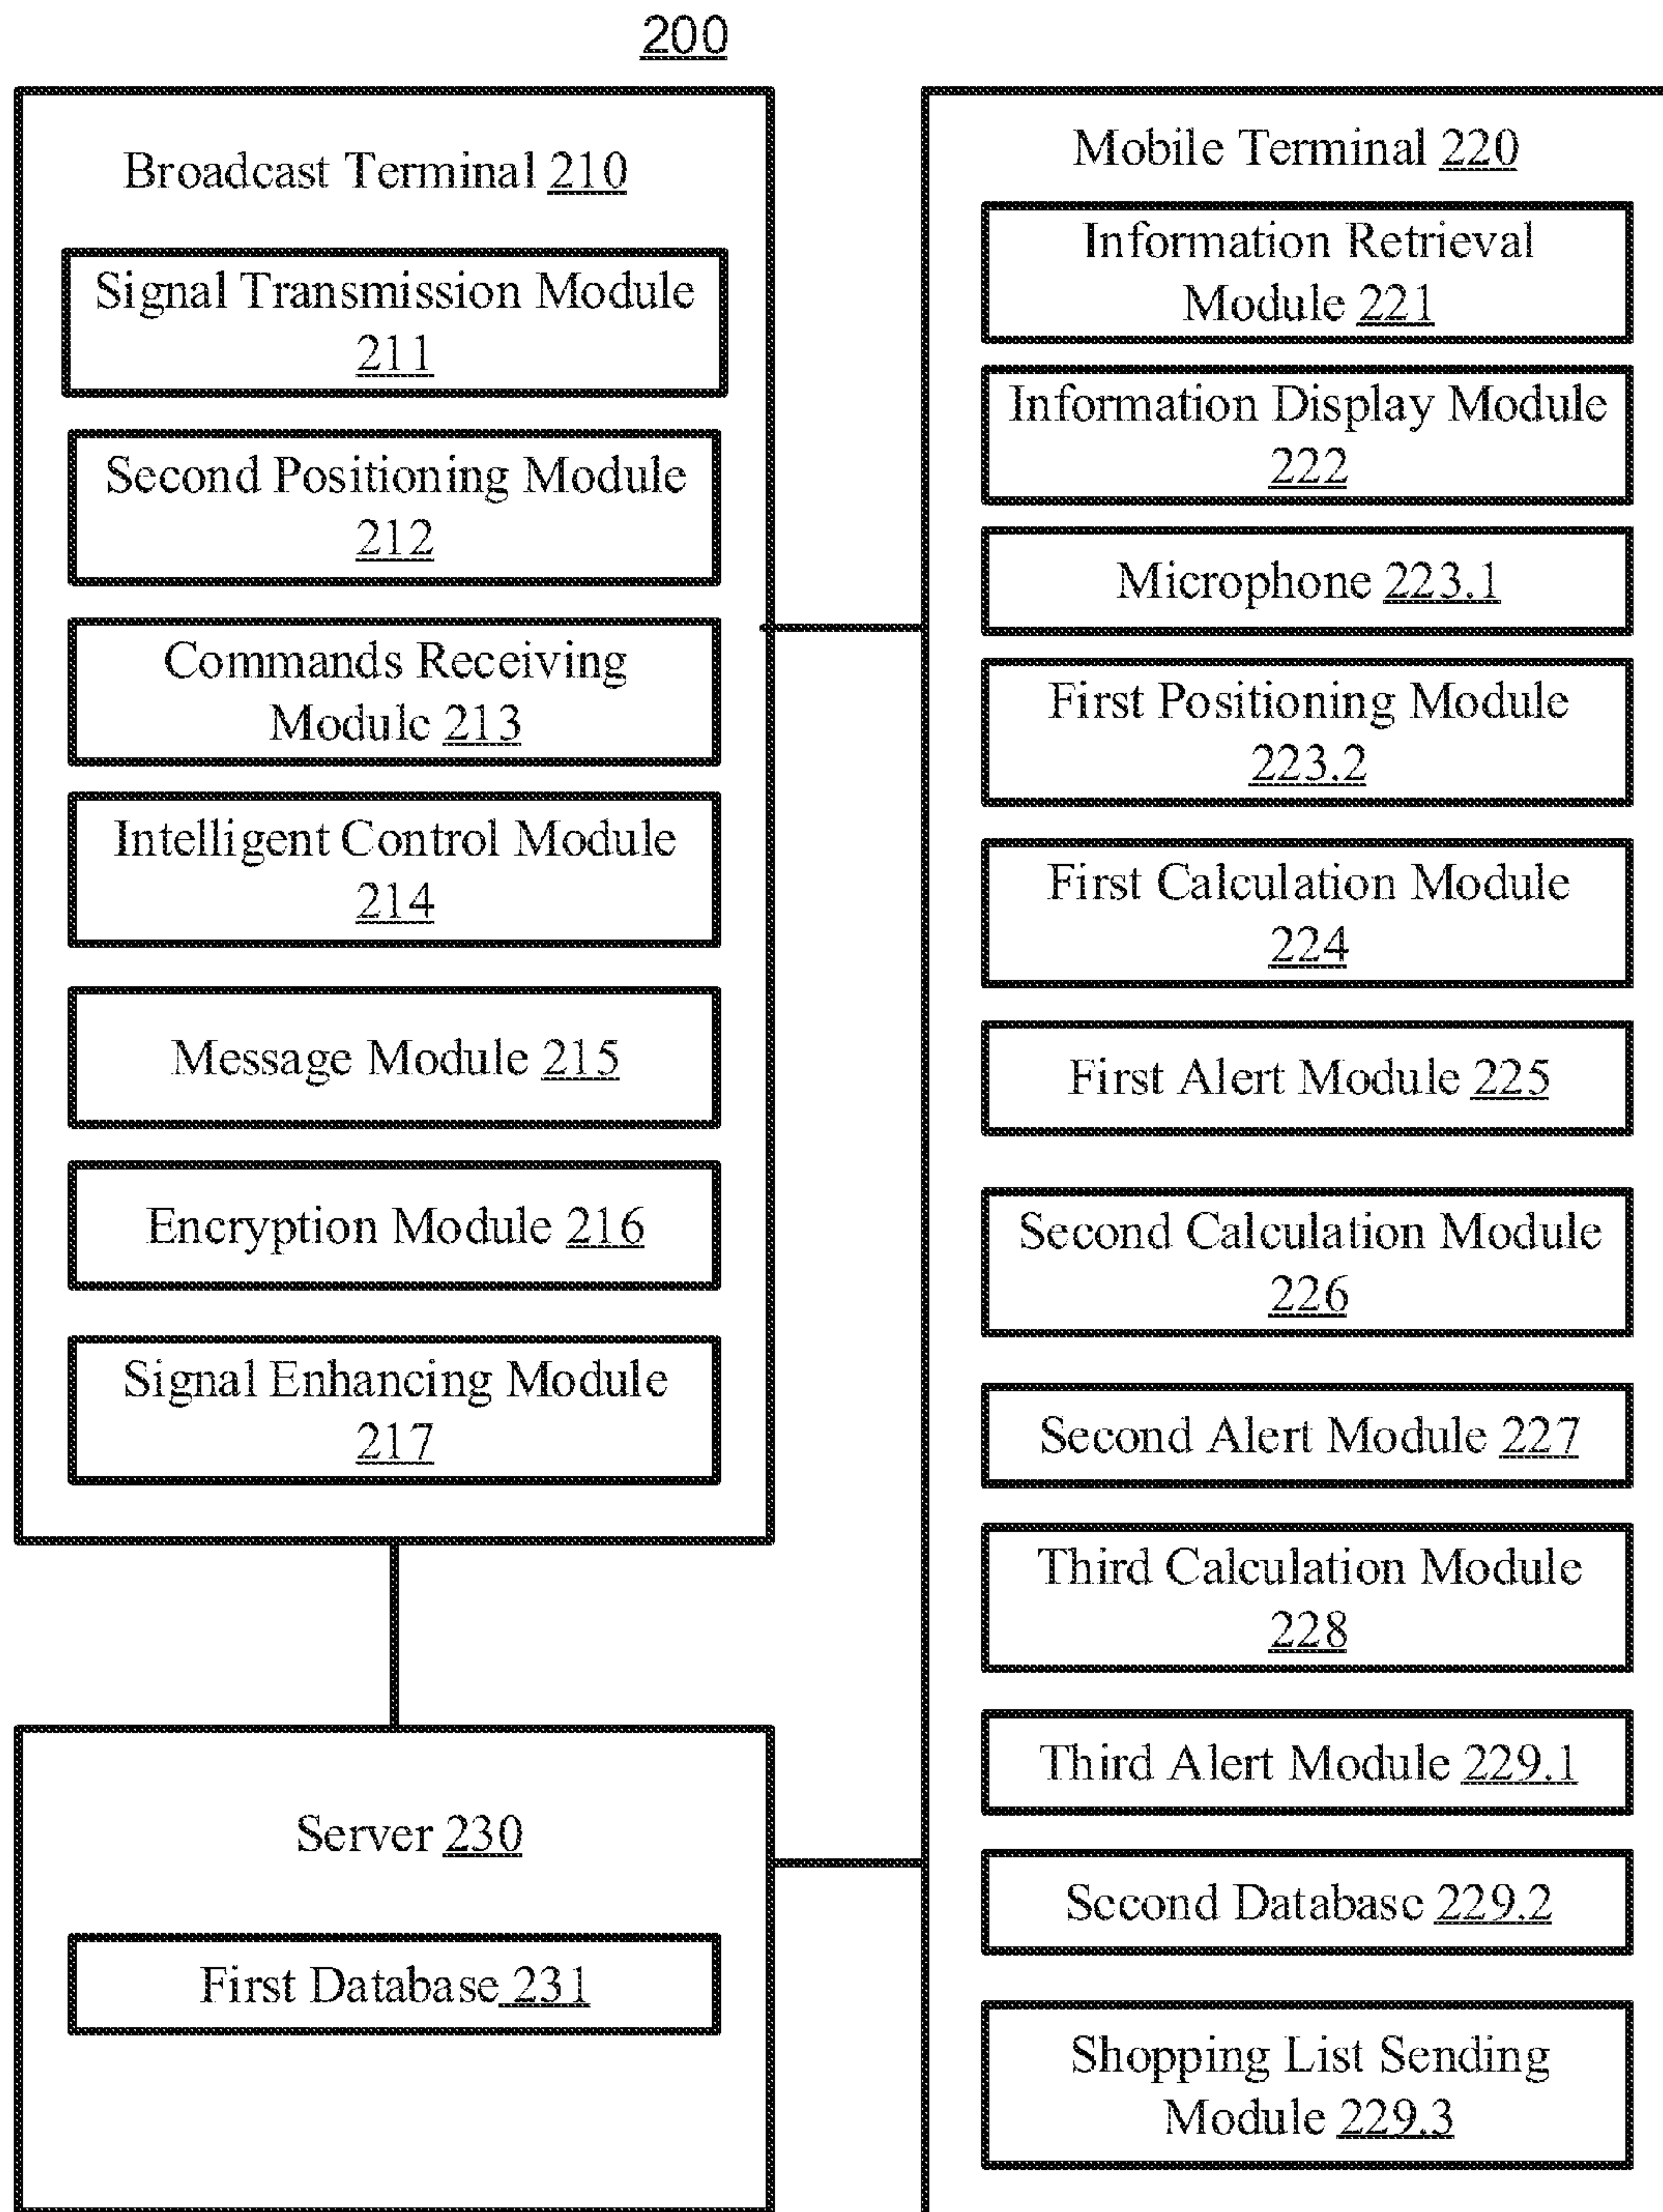 200
Broadcast Terminal 210
Signal Transmission Module
211
Second Positioning Module
212
Commands Receiving
Module 213
Intelligent Control Module
214
Message Module 215
Encryption Module 216
Signal Enhancing Module
217
Server 230
First Database 231
Mobile Terminal 220
Information Retrieval
Module 221
Information Display Module
222
Microphone 223.1
First Positioning Module
223.2
First Calculation Module
224
First Alert Module 225
Second Calculation Module
226
Second Alert Module 227
Third Calculation Module
228
Third Alert Module 229.1
Second Database 229.2
Shopping List Sending
Module 229.3